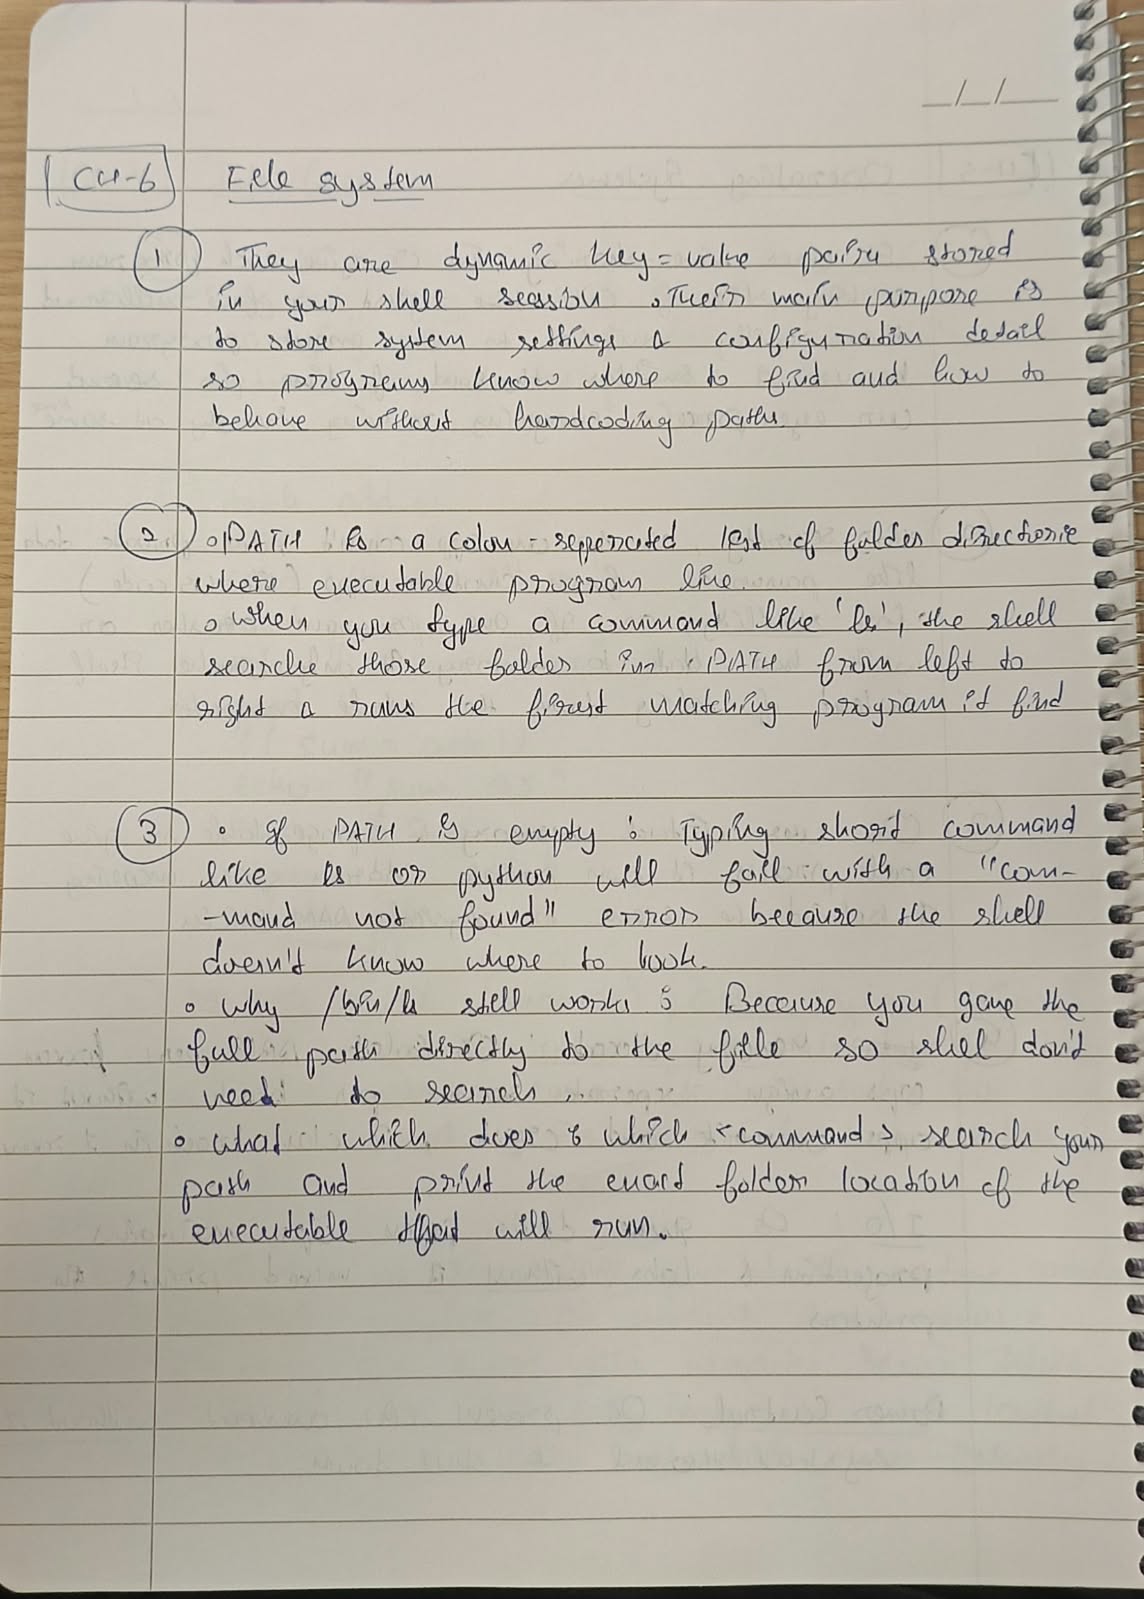 CH-6 File system
1 They are dynamic key=value pairs stored
in your shell session. Their main purpose is
to store system settings & configuration detail
so programs know where to find and how to
behave without hardcoding paths.
2 PATH is a colon-seperated list of folder directorie
where executable program live.
when you type a command like 'ls', the shell
searche those folder in PATH from left to
right & runs the first matching program it find
3 If PATH is empty : Typing short command
like ls or python will fail with a "com-
-mand not found" error because the shell
doesn't know where to look.
why /bin/ls still works : Because you gave the
full path directly to the file so shel don't
need to search.
what which does : which <command> search your
path and print the exact folder location of the
executable that will run.